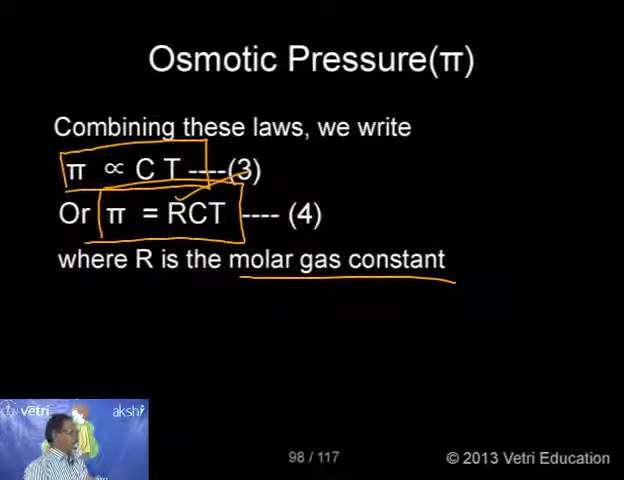 Osmotic Pressure(π)
Combining these laws, we write
π ∝ C T ----(3)
Or π = RCT ---- (4)
where R is the molar gas constant
vetri
akshi
98 / 117
© 2013 Vetri Education